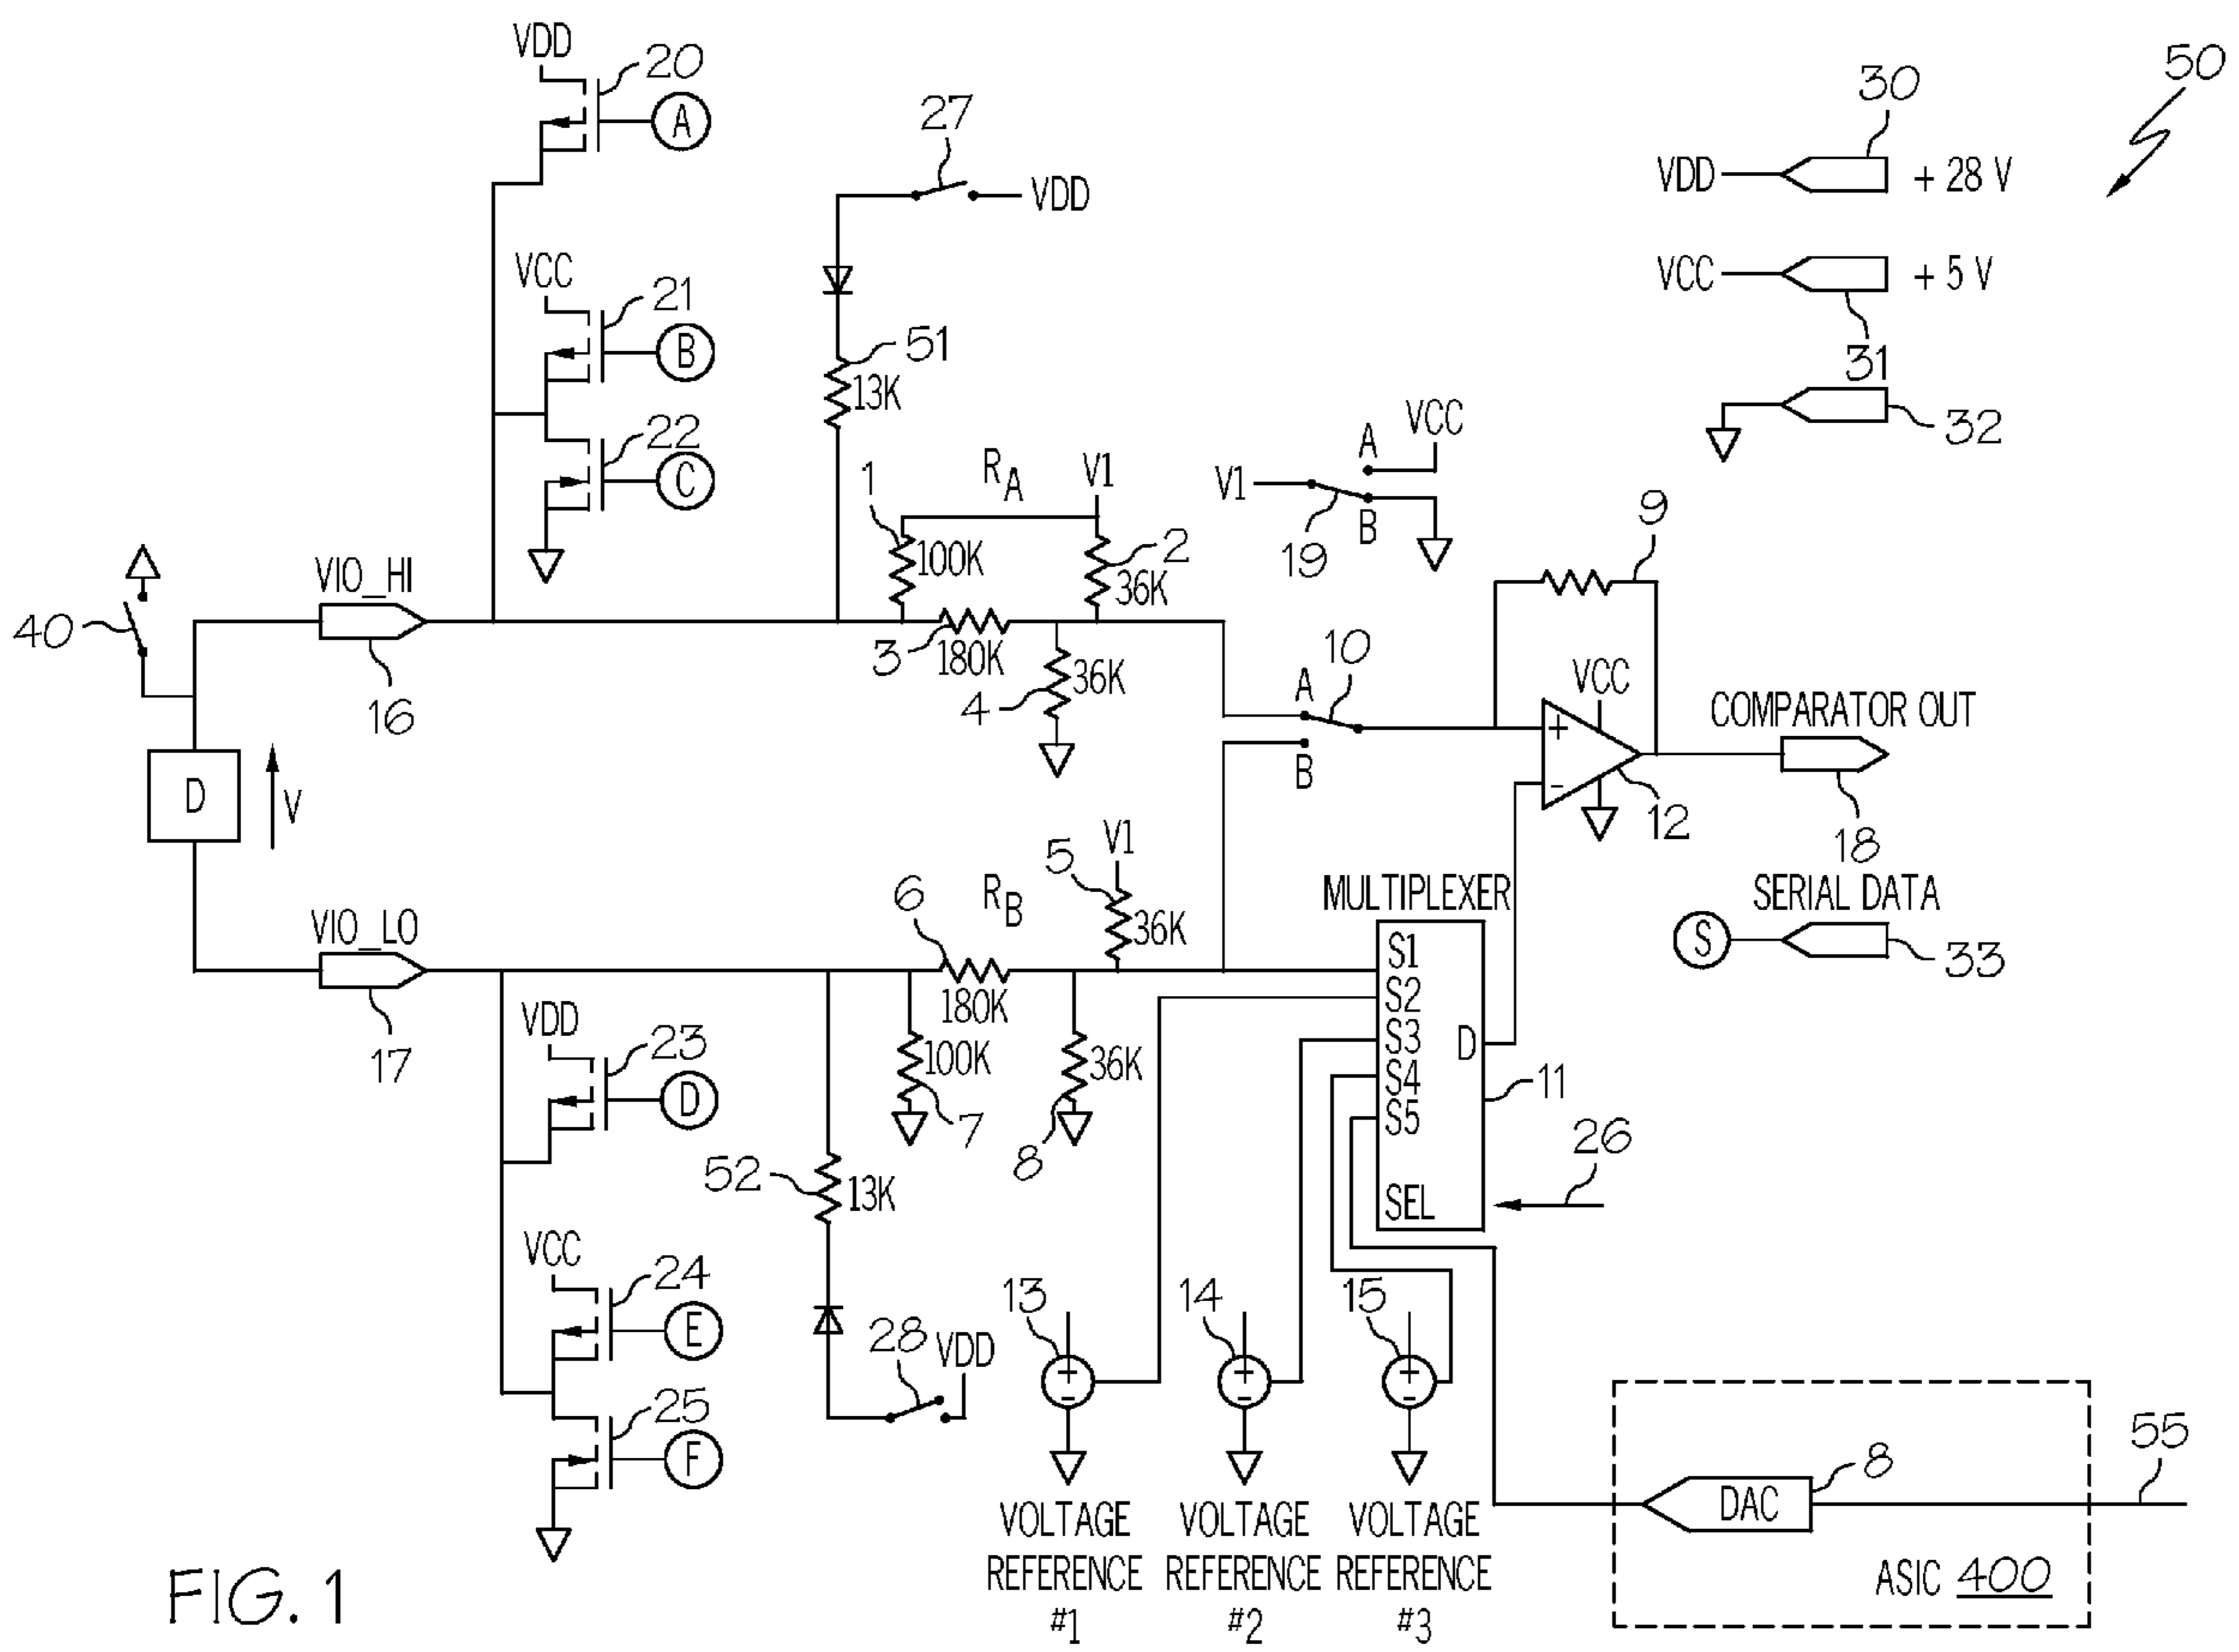 VDD
20
A
50
27
VDD
30
VDD
+ 28 V
VCC
21
B
VCC
+ 5 V
31
51
13K
22
C
32
A
VCC
1
R A
V1
V1
19
B
100K
2
36K
9
40
VIO_HI
16
3
180K
4
36K
A
10
B
VCC
+
-
12
COMPARATOR OUT
18
D
V
V1
5
36K
VIO_LO
17
6
R B
180K
MULTIPLEXER
S1
S2
S3
S4
S5
D
SEL
11
26
SERIAL DATA
S
33
VDD
23
D
100K
7
36K
8
52
13K
VCC
24
E
25
F
28
VDD
13
+
-
14
+
-
15
+
-
VOLTAGE
REFERENCE
#1
VOLTAGE
REFERENCE
#2
VOLTAGE
REFERENCE
#3
DAC
8
55
ASIC 400
FIG. 1